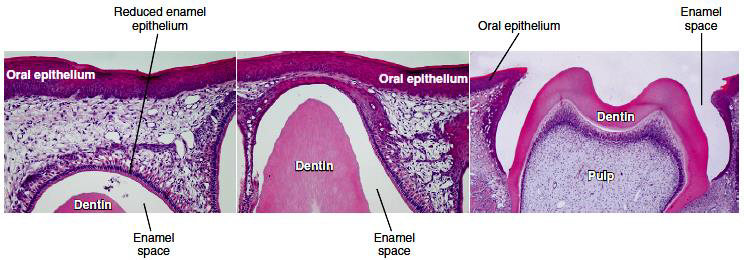 Reduced enamel
epithelium
Oral epithelium
Dentin
Enamel
space
Oral epithelium
Dentin
Enamel
space
Oral epithelium
Enamel
space
Dentin
Pulp